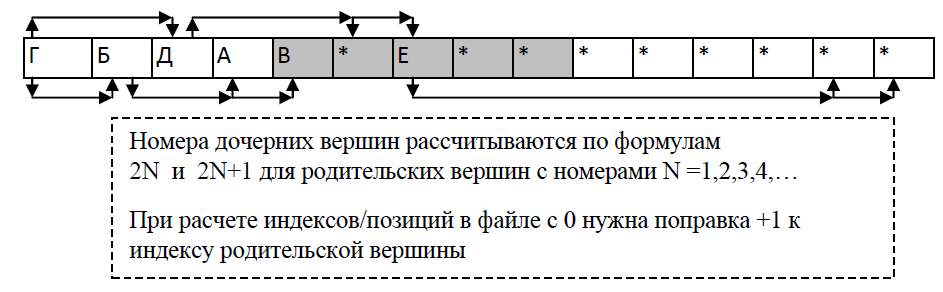 Г Б Д А В * Е * * * * * * * *
Номера дочерних вершин рассчитываются по формулам
2N и 2N+1 для родительских вершин с номерами N =1,2,3,4,…
При расчете индексов/позиций в файле с 0 нужна поправка +1 к
индексу родительской вершины